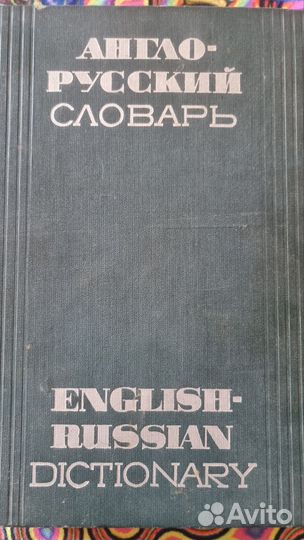 АНГЛО-
РУССКИЙ
СЛОВАРЬ
ENGLISH-
RUSSIAN
DICTIONARY
Avito